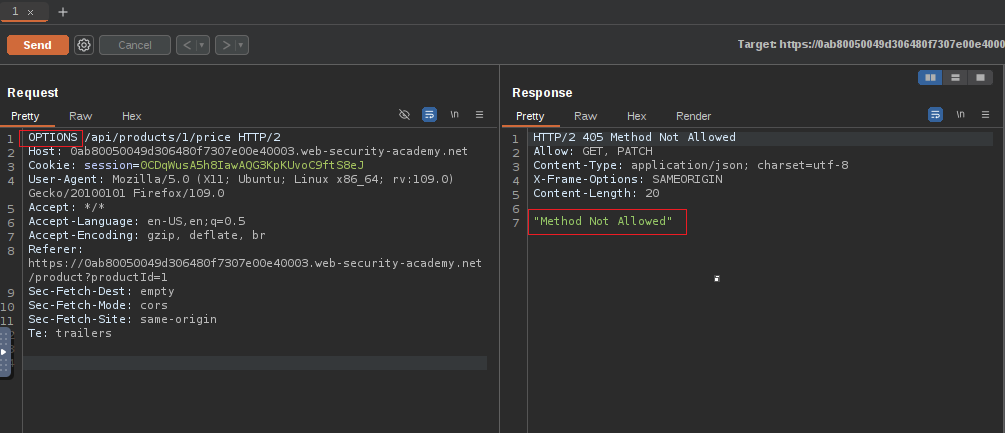 1 × +
Send Cancel < > Target: https://0ab80050049d306480f7307e00e4000
Request
Pretty Raw Hex \n
1 OPTIONS /api/products/1/price HTTP/2
2 Host: 0ab80050049d306480f7307e00e40003.web-security-academy.net
3 Cookie: session=0CDqWusA5h8IawAQG3KpKUvoC9ftS8eJ
4 User-Agent: Mozilla/5.0 (X11; Ubuntu; Linux x86_64; rv:109.0)
Gecko/20100101 Firefox/109.0
5 Accept: */*
6 Accept-Language: en-US,en;q=0.5
7 Accept-Encoding: gzip, deflate, br
8 Referer:
https://0ab80050049d306480f7307e00e40003.web-security-academy.net
/product?productId=1
9 Sec-Fetch-Dest: empty
10 Sec-Fetch-Mode: cors
11 Sec-Fetch-Site: same-origin
Te: trailers
Response
Pretty Raw Hex Render \n
1 HTTP/2 405 Method Not Allowed
2 Allow: GET, PATCH
3 Content-Type: application/json; charset=utf-8
4 X-Frame-Options: SAMEORIGIN
5 Content-Length: 20
6
7 "Method Not Allowed"